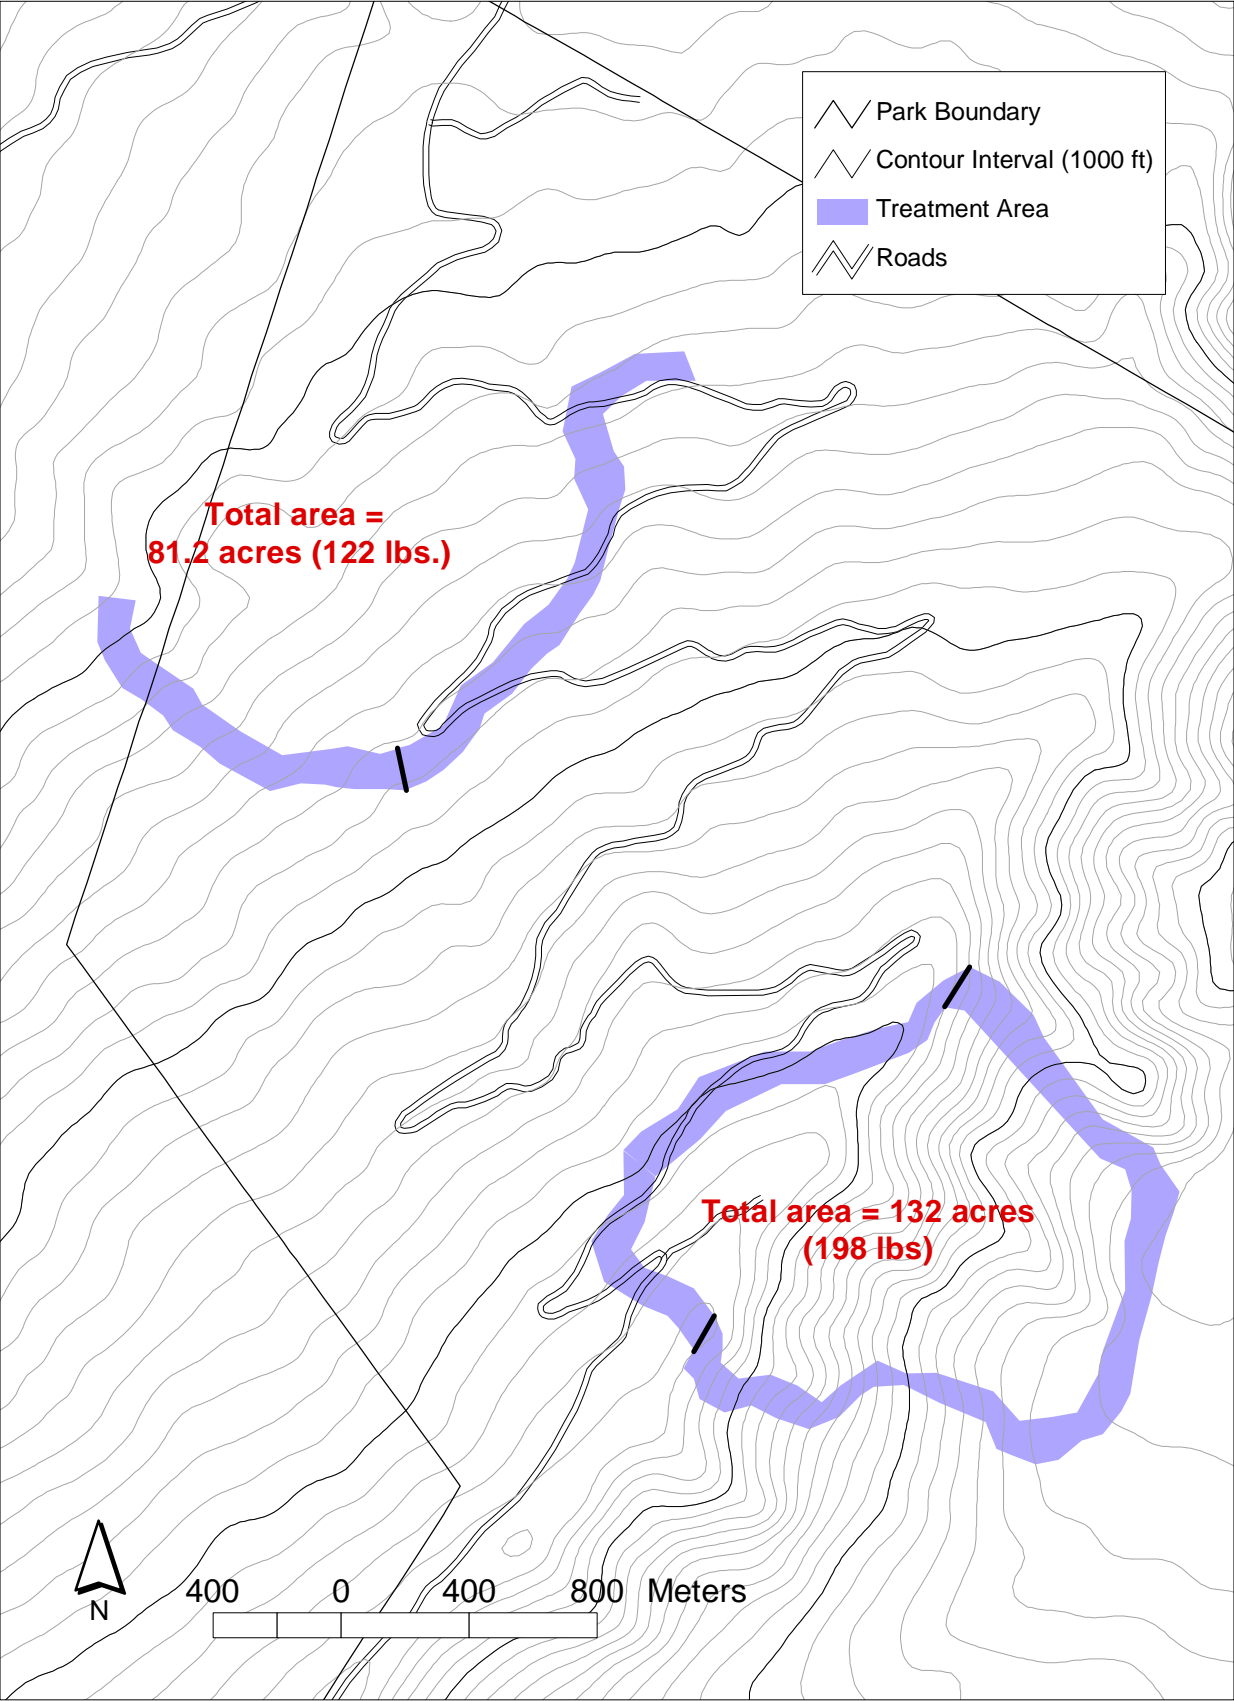 Park Boundary
Contour Interval (1000 ft)
Treatment Area
Roads
Total area =
81.2 acres (122 lbs.)
Total area = 132 acres
(198 lbs)
N
400 0 400 800 Meters